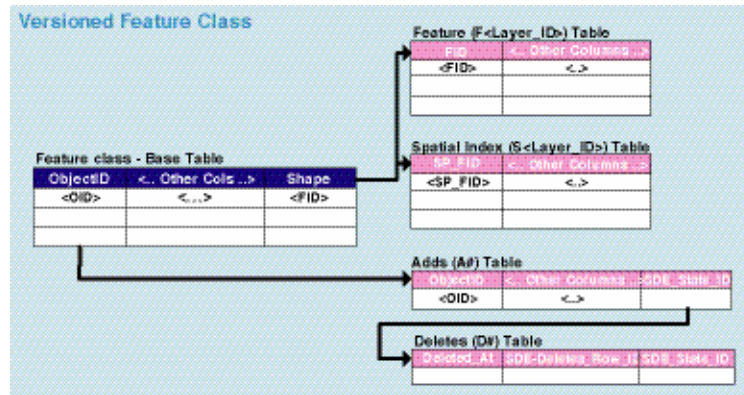 Versioned Feature Class
Feature (F<Layer_ID>) Table
FID <.. Other Columns ..>
<FID> <..>
Spatial Index (S<Layer_ID>) Table
SP_FID <.. Other Columns ..>
<SP_FID> <..>
Feature class - Base Table
ObjectID <.. Other Cols ..> Shape
<OID> <....> <FID>
Adds (A#) Table
ObjectID <.. Other Columns .. SDE_State_ID
<OID> <..>
Deletes (D#) Table
Deleted_At SDE-Deletes_Row_I SDE_State_ID